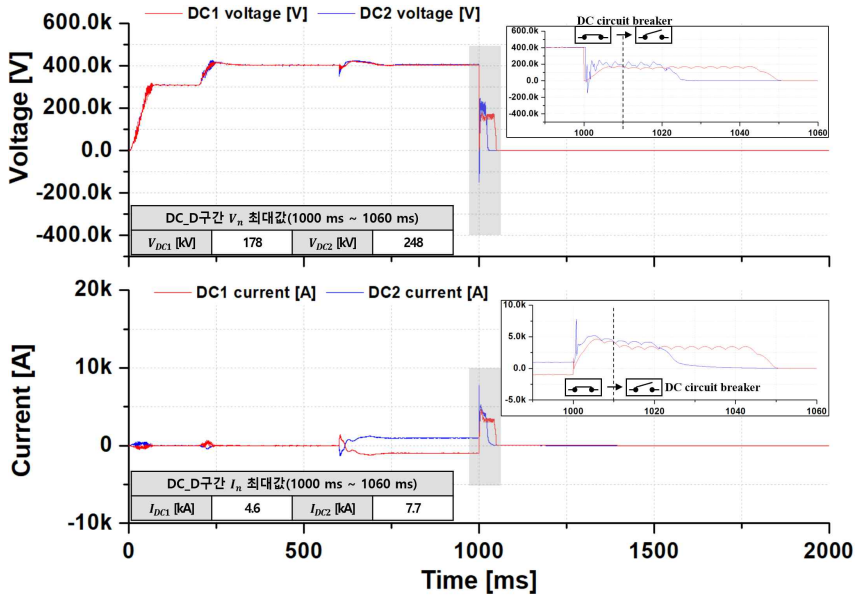 DC1 voltage [V] DC2 voltage [V]
600.0k
400.0k
200.0k
0.0
-200.0k
-400.0k
Voltage [V]
DC circuit breaker
600.0k
400.0k
200.0k
0.0
-200.0k
-400.0k
1000 1020 1040 1060
DC_D구간 Vn 최대값(1000 ms ~ 1060 ms)
VDC1 [kV] 178 VDC2 [kV] 248
DC1 current [A] DC2 current [A]
20k
10k
0
-10k
Current [A]
10.0k
5.0k
0.0
-5.0k
DC circuit breaker
1000 1020 1040 1060
DC_D구간 In 최대값(1000 ms ~ 1060 ms)
IDC1 [kA] 4.6 IDC2 [kA] 7.7
0 500 1000 1500 2000
Time [ms]